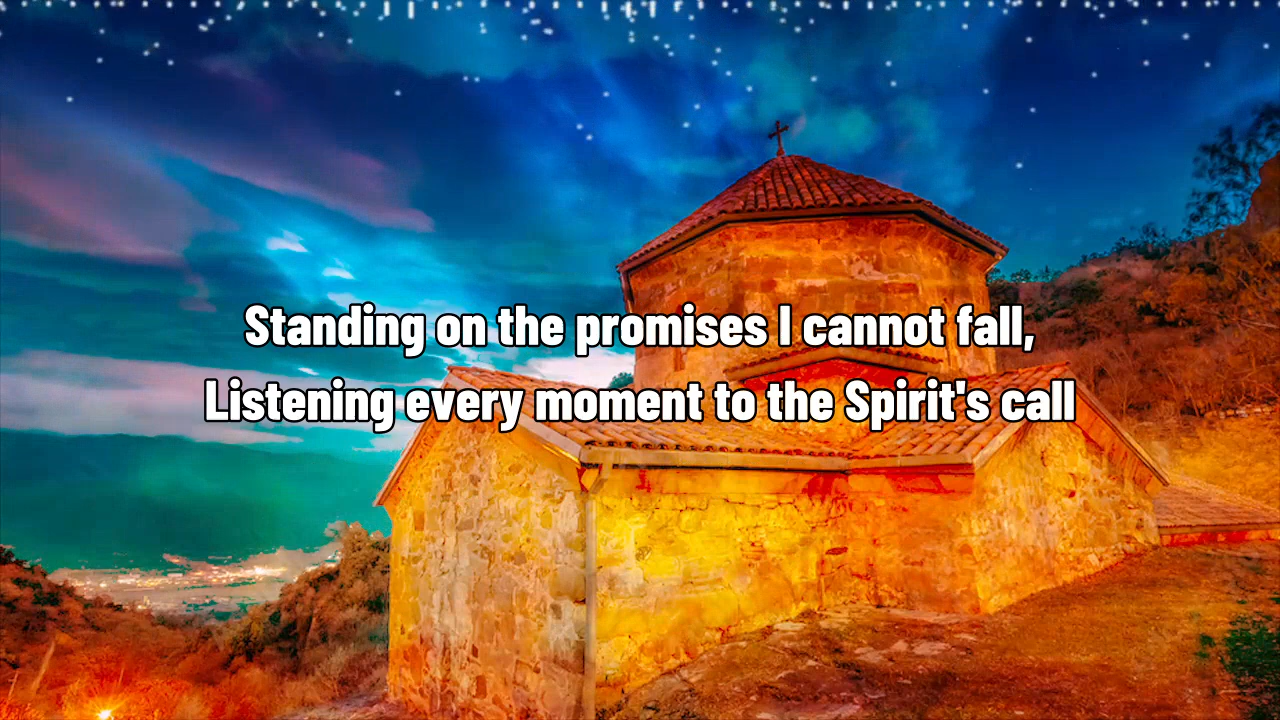 Standing on the promises I cannot fall,
Listening every moment to the Spirit's call